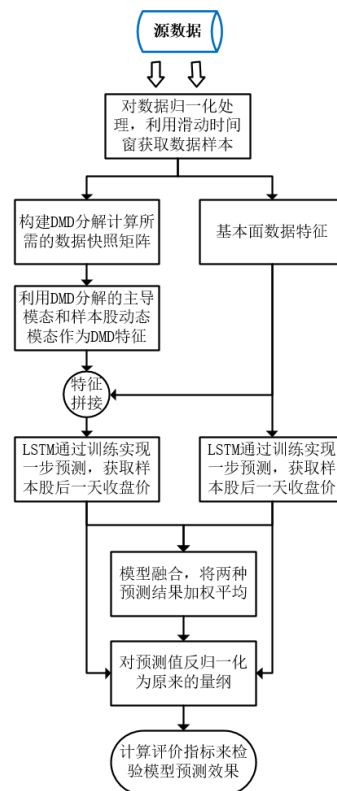 源数据
对数据归一化处
理，利用滑动时间
窗获取数据样本
构建DMD分解计算所
需的数据快照矩阵
基本面数据特征
利用DMD分解的主导
模态和样本股动态
模态作为DMD特征
特征
拼接
LSTM通过训练实现
一步预测，获取样
本股后一天收盘价
LSTM通过训练实现
一步预测，获取样
本股后一天收盘价
模型融合，将两种
预测结果加权平均
对预测值反归一化
为原来的量纲
计算评价指标来检
验模型预测效果